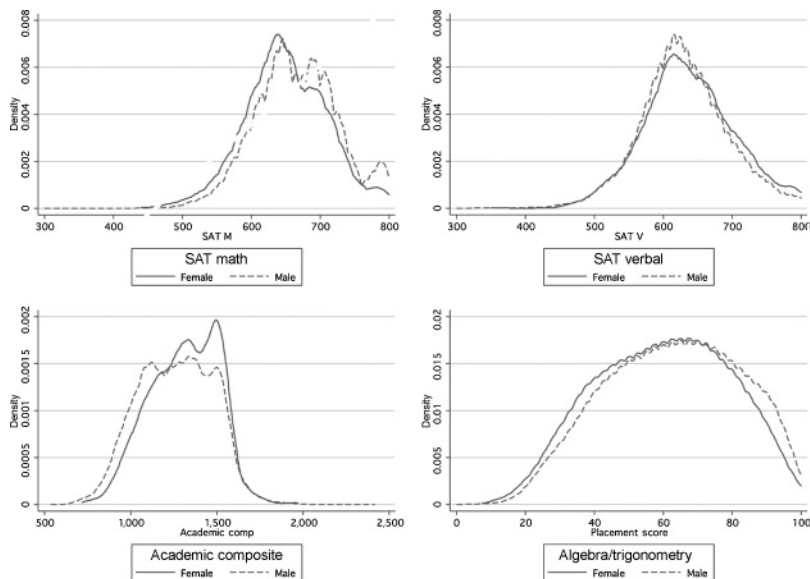 0.008
0.006
Density
0.004
0.002
0
300 400 500 600 700 800
SAT M
SAT math
Female Male
0.008
0.006
Density
0.004
0.002
0
300 400 500 600 700 800
SAT V
SAT verbal
Female Male
0.002
0.0015
Density
0.001
0.0005
0
500 1,000 1,500 2,000 2,500
Academic comp
Academic composite
Female Male
0.02
0.015
Density
0.01
0.005
0
0 20 40 60 80 100
Placement score
Algebra/trigonometry
Female Male